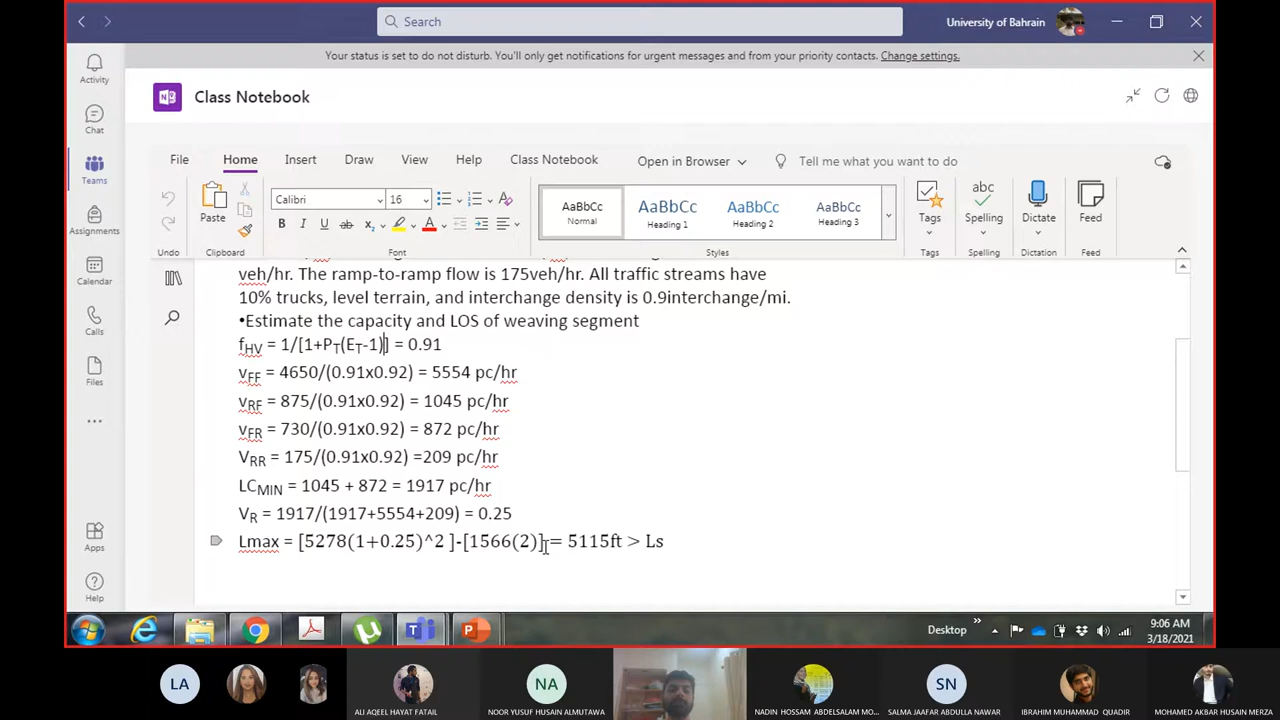 Search
University of Bahrain
Your status is set to do not disturb. You'll only get notifications for urgent messages and from your priority contacts. Change settings.
Activity
Chat
Teams
Assignments
Calendar
Calls
Files
Apps
Help
Class Notebook
File Home Insert Draw View Help Class Notebook Open in Browser Tell me what you want to do
Paste
Calibri 16
B I U
AaBbCc AaBbCc AaBbCc AaBbCc
Normal Heading 1 Heading 2 Heading 3
Tags
abc
Spelling
Dictate
Feed
Undo Clipboard Font Styles Tags Spelling Dictation Feed
veh/hr. The ramp-to-ramp flow is 175veh/hr. All traffic streams have
10% trucks, level terrain, and interchange density is 0.9interchange/mi.
•Estimate the capacity and LOS of weaving segment
fHV = 1/[1+PT(ET-1)] = 0.91
vFF = 4650/(0.91x0.92) = 5554 pc/hr
vRF = 875/(0.91x0.92) = 1045 pc/hr
vFR = 730/(0.91x0.92) = 872 pc/hr
VRR = 175/(0.91x0.92) =209 pc/hr
LCMIN = 1045 + 872 = 1917 pc/hr
VR = 1917/(1917+5554+209) = 0.25
Lmax = [5278(1+0.25)^2 ]-[1566(2)] = 5115ft > Ls
Desktop
9:06 AM
3/18/2021
LA
ALI AQEEL HAYAT FATAIL
NA
NOOR YUSUF HUSAIN ALMUTAWA
NADIN HOSSAM ABDELSALAM MO...
SN
SALMA JAAFAR ABDULLA NAWAR
IBRAHIM MUHAMMAD QUADIR
MOHAMED AKBAR HUSAIN MERZA